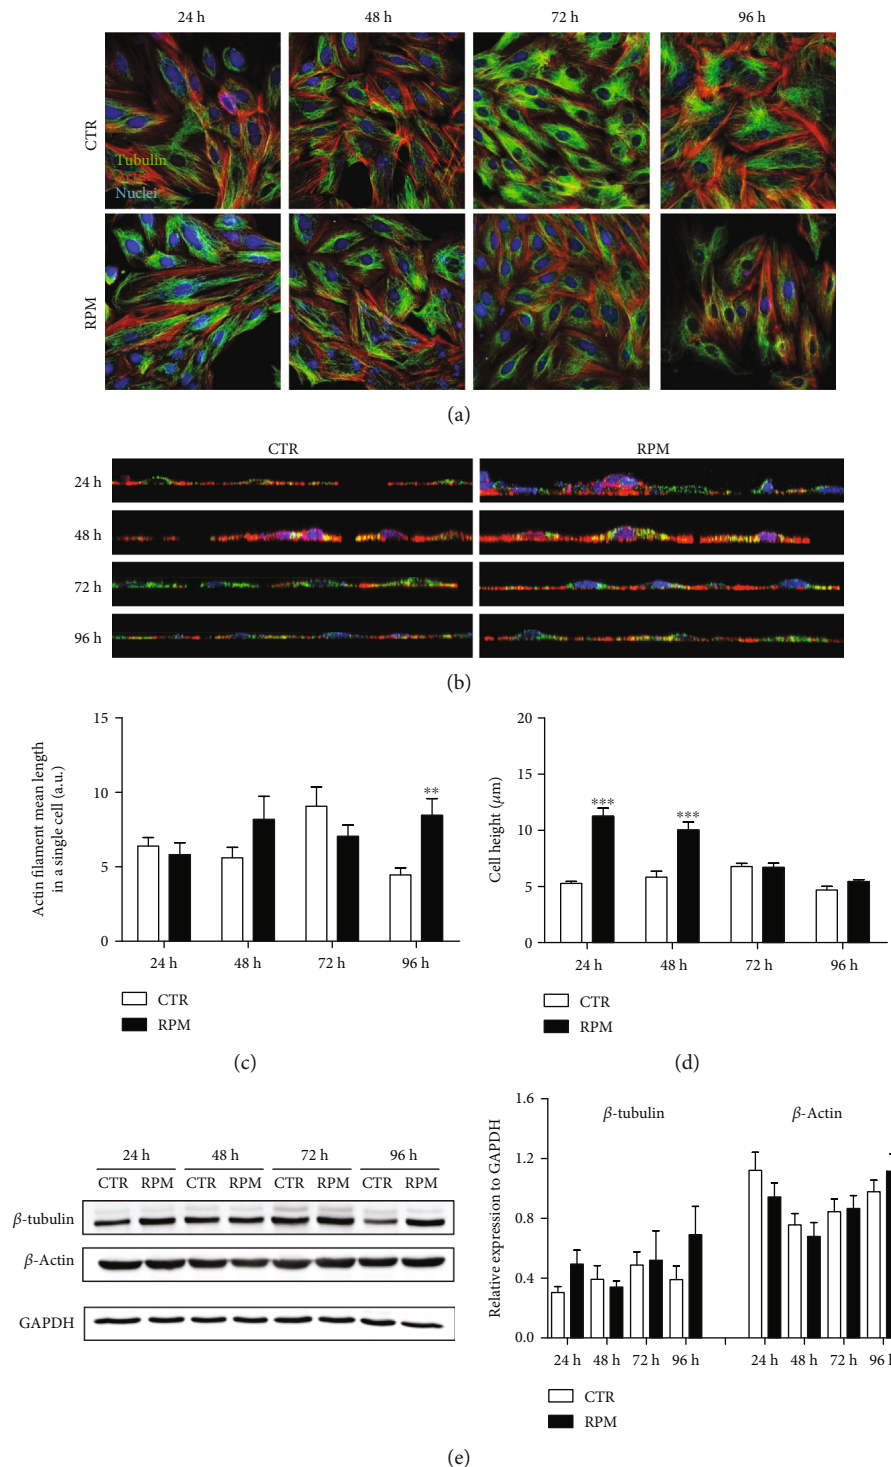 24 h 48 h 72 h 96 h
CTR
Tubulin
Actin
Nuclei
RPM
(a)
CTR RPM
24 h
48 h
72 h
96 h
(b)
15
10
5
0
Actin filament mean length
in a single cell (a.u.)
**
24 h 48 h 72 h 96 h
CTR
RPM
(c)
20
15
10
5
0
Cell height (μm)
***
***
24 h 48 h 72 h 96 h
CTR
RPM
(d)
24 h 48 h 72 h 96 h
CTR RPM CTR RPM CTR RPM CTR RPM
β-tubulin
β-Actin
GAPDH
1.6
1.2
0.8
0.4
0.0
Relative expression to GAPDH
β-tubulin β-Actin
24 h 48 h 72 h 96 h 24 h 48 h 72 h 96 h
CTR
RPM
(e)